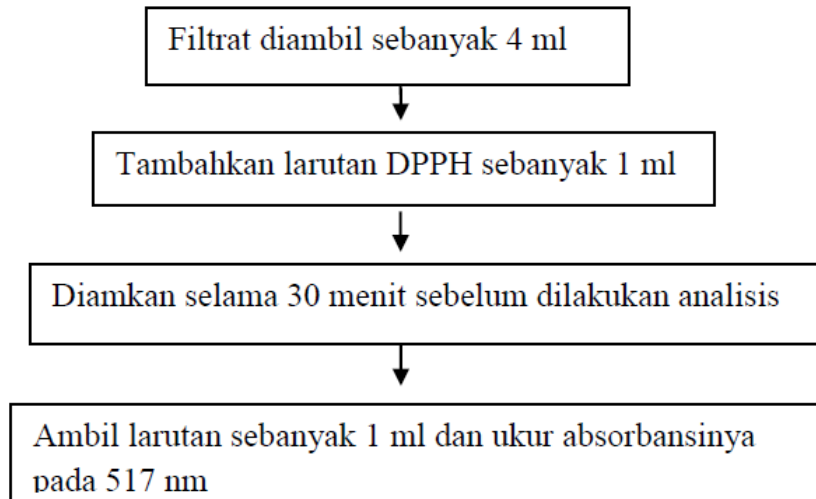 Filtrat diambil sebanyak 4 ml
Tambahkan larutan DPPH sebanyak 1 ml
Diamkan selama 30 menit sebelum dilakukan analisis
Ambil larutan sebanyak 1 ml dan ukur absorbansinya
pada 517 nm